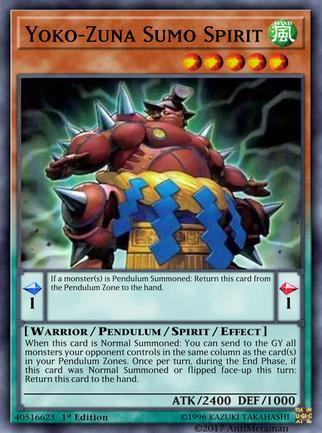 Yoko-Zuna Sumo Spirit
WIND
風
If a monster(s) is Pendulum Summoned: Return this card from
the Pendulum Zone to the hand.
1
1
[ Warrior / Pendulum / Spirit / Effect ]
When this card is Normal Summoned: You can send to the GY all
monsters your opponent controls in the same column as the card(s)
in your Pendulum Zones. Once per turn, during the End Phase, if
this card was Normal Summoned or flipped face-up this turn:
Return this card to the hand.
ATK/2400 DEF/1000
40516623 1st Edition ©1996 KAZUKI TAKAHASHI
©2017 AntiMetaman